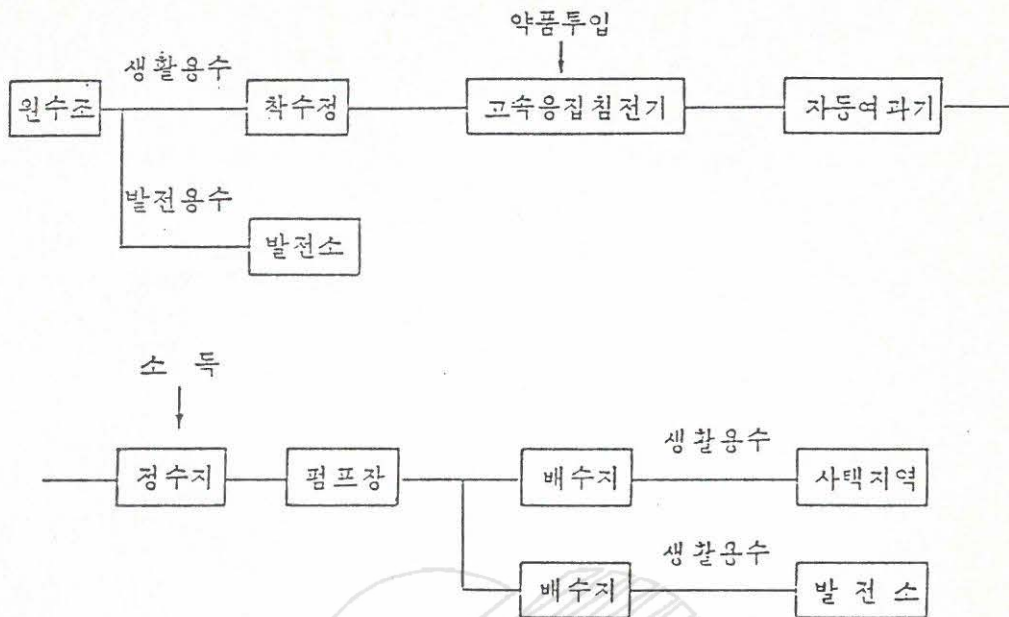 약품투입
생활용수
원수조 착수정 고속응집침전기 자동여과기
발전용수
발전소
소 독
정수지 펌프장 배수지 생활용수 사택지역
배수지 생활용수 발 전 소